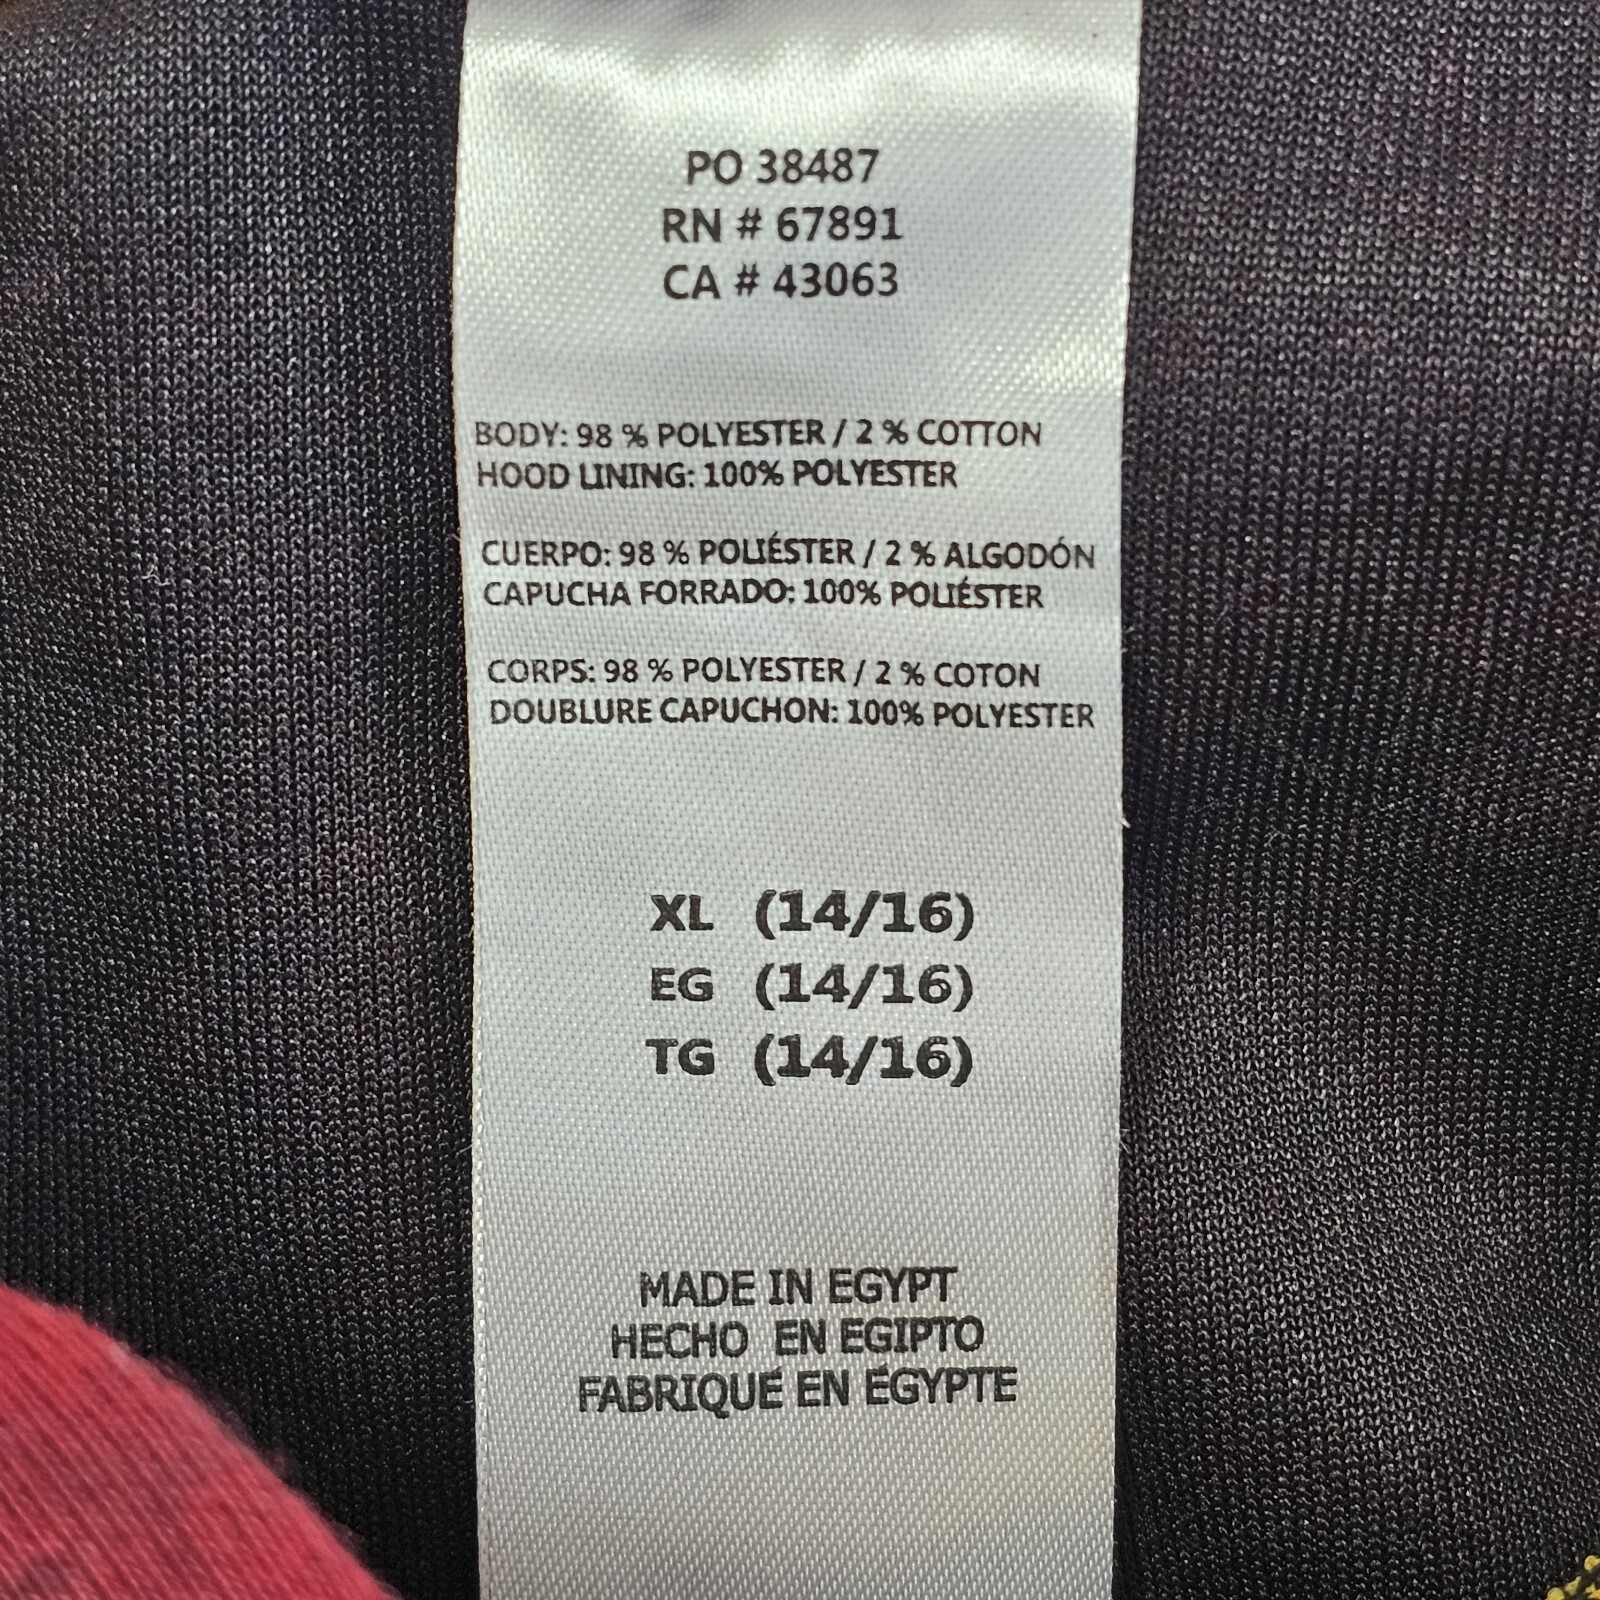 PO 38487
RN # 67891
CA # 43063
BODY: 98 % POLYESTER / 2 % COTTON
HOOD LINING: 100% POLYESTER
CUERPO: 98 % POLIÉSTER / 2 % ALGODÓN
CAPUCHA FORRADO: 100% POLIÉSTER
CORPS: 98 % POLYESTER / 2 % COTON
DOUBLURE CAPUCHON: 100% POLYESTER
XL (14/16)
EG (14/16)
TG (14/16)
MADE IN EGYPT
HECHO EN EGIPTO
FABRIQUÉ EN ÉGYPTE